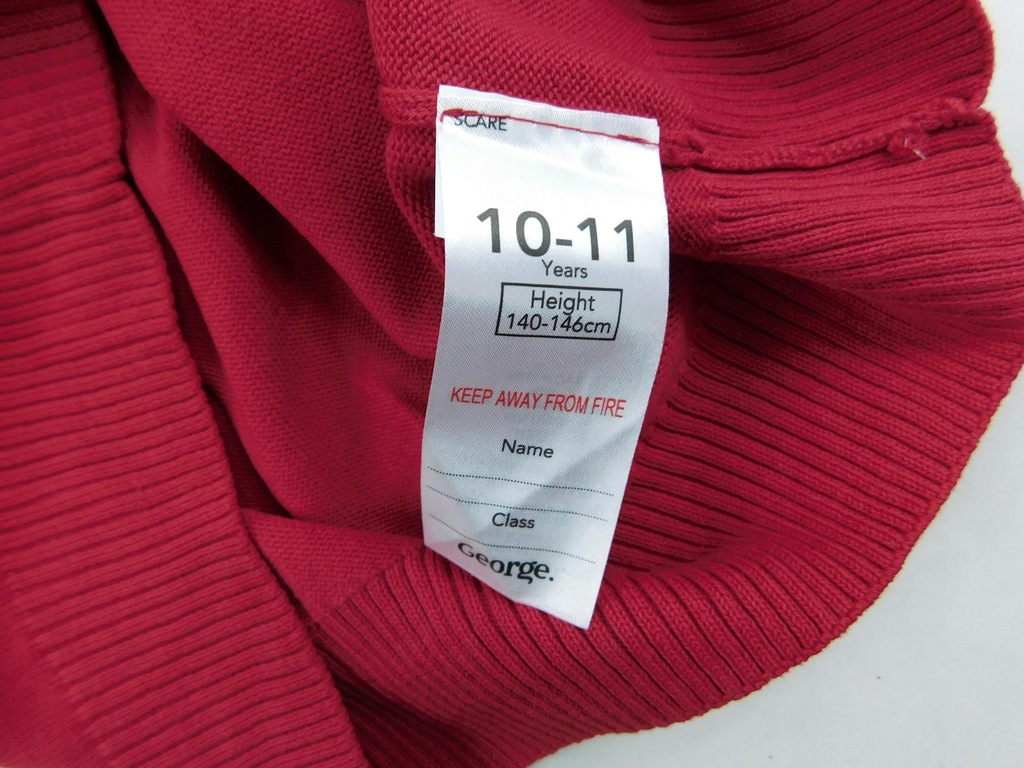 SCARE
10-11
Years
Height
140-146cm
KEEP AWAY FROM FIRE
Name
Class
George.